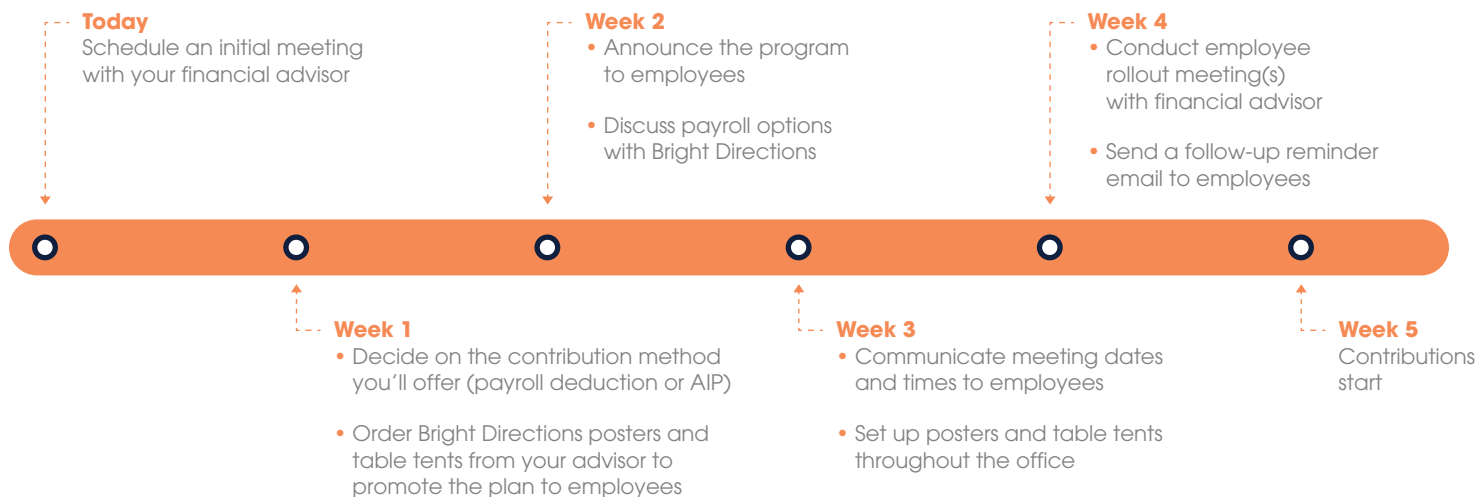 Today
Schedule an initial meeting
with your financial advisor
Week 1
• Decide on the contribution method
you’ll offer (payroll deduction or AIP)
• Order Bright Directions posters and
table tents from your advisor to
promote the plan to employees
Week 2
• Announce the program
to employees
• Discuss payroll options
with Bright Directions
Week 3
• Communicate meeting dates
and times to employees
• Set up posters and table tents
throughout the office
Week 4
• Conduct employee
rollout meeting(s)
with financial advisor
• Send a follow-up reminder
email to employees
Week 5
Contributions
start